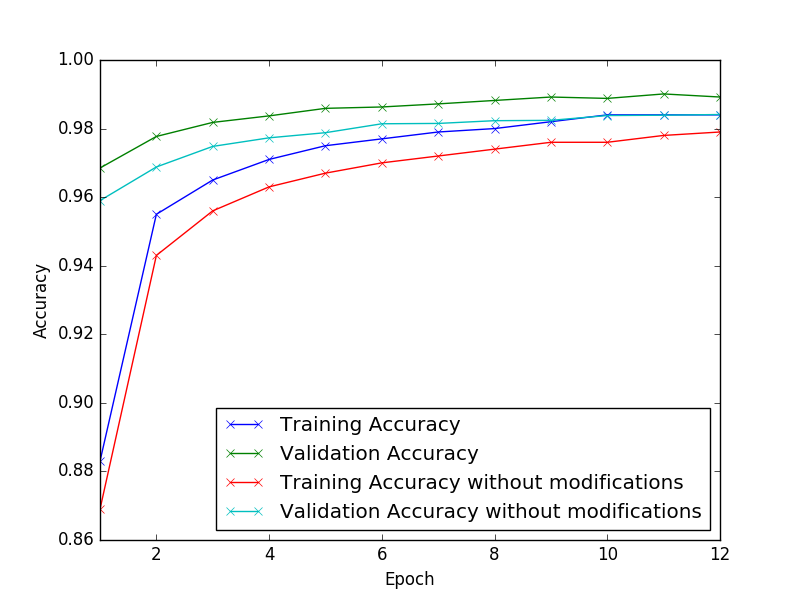 1.00
0.98
0.96
0.94
0.92
0.90
0.88
0.86
Accuracy
Training Accuracy
Validation Accuracy
Training Accuracy without modifications
Validation Accuracy without modifications
2 4 6 8 10 12
Epoch